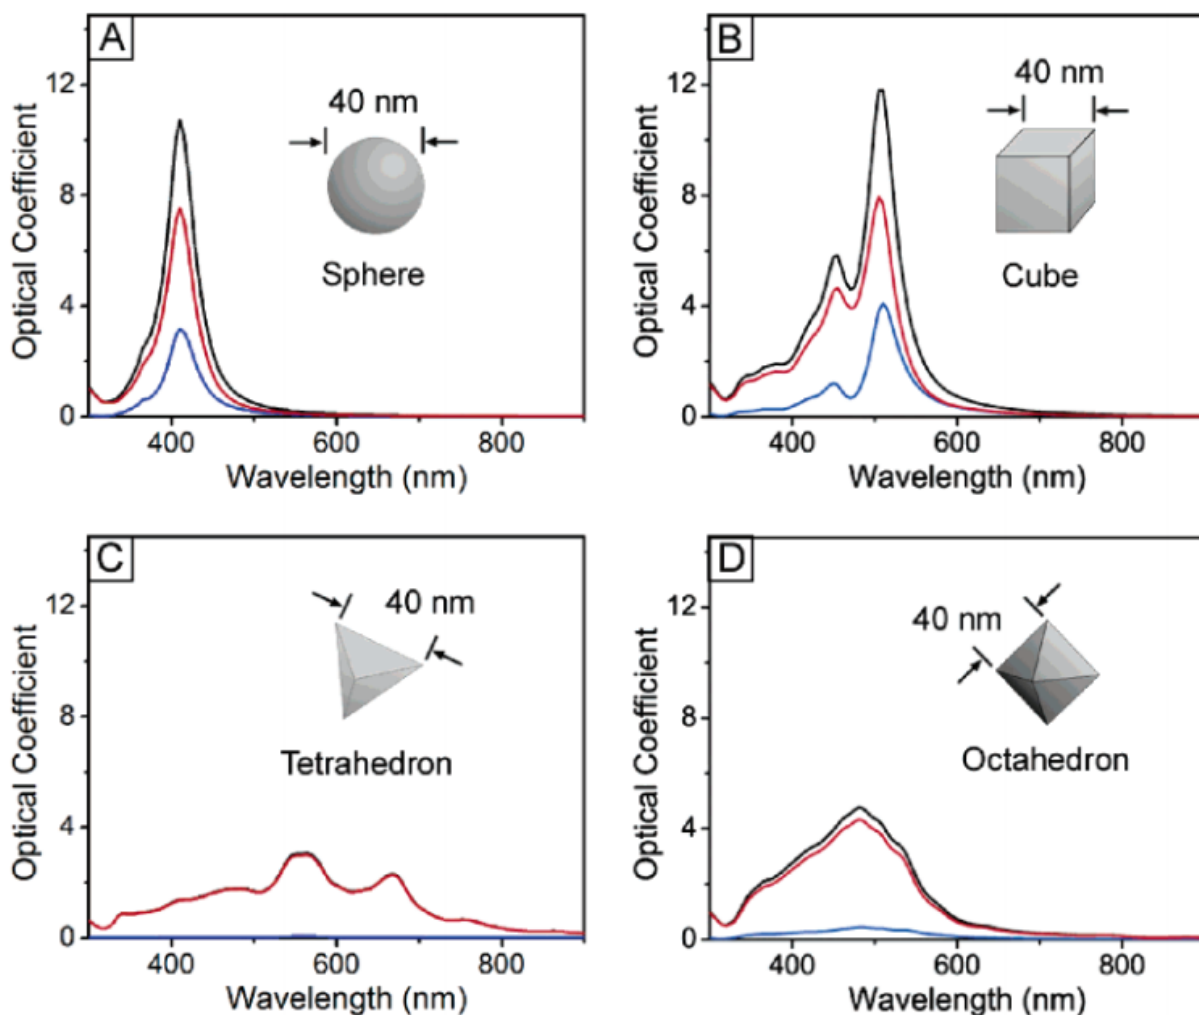 A
Optical Coefficient
12
8
4
0
40 nm
Sphere
400
600
800
Wavelength (nm)
B
Optical Coefficient
12
8
4
0
40 nm
Cube
400
600
800
Wavelength (nm)
C
Optical Coefficient
12
8
4
0
40 nm
Tetrahedron
400
600
800
Wavelength (nm)
D
Optical Coefficient
12
8
4
0
40 nm
Octahedron
400
600
800
Wavelength (nm)